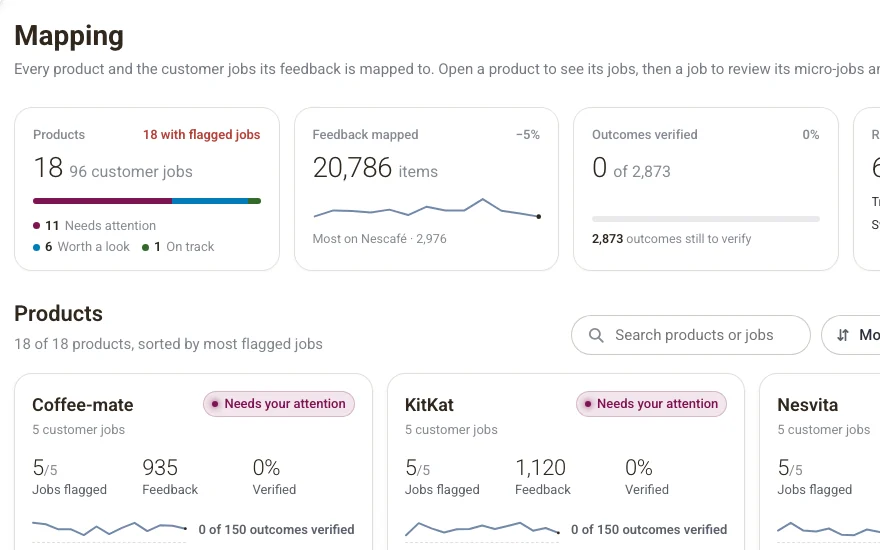 Mapping
Every product and the customer jobs its feedback is mapped to. Open a product to see its jobs, then a job to review its micro-jobs
Products 18 with flagged jobs
18 96 customer jobs
11 Needs attention
6 Worth a look 1 On track
Feedback mapped −5%
20,786 items
Most on Nescafé · 2,976
Outcomes verified 0%
0 of 2,873
2,873 outcomes still to verify
Products
18 of 18 products, sorted by most flagged jobs
Search products or jobs
Coffee-mate Needs your attention
5 customer jobs
5/5 935 0%
Jobs flagged Feedback Verified
0 of 150 outcomes verified
KitKat Needs your attention
5 customer jobs
5/5 1,120 0%
Jobs flagged Feedback Verified
0 of 150 outcomes verified
Nesvita
5 customer jobs
5/5
Jobs flagged